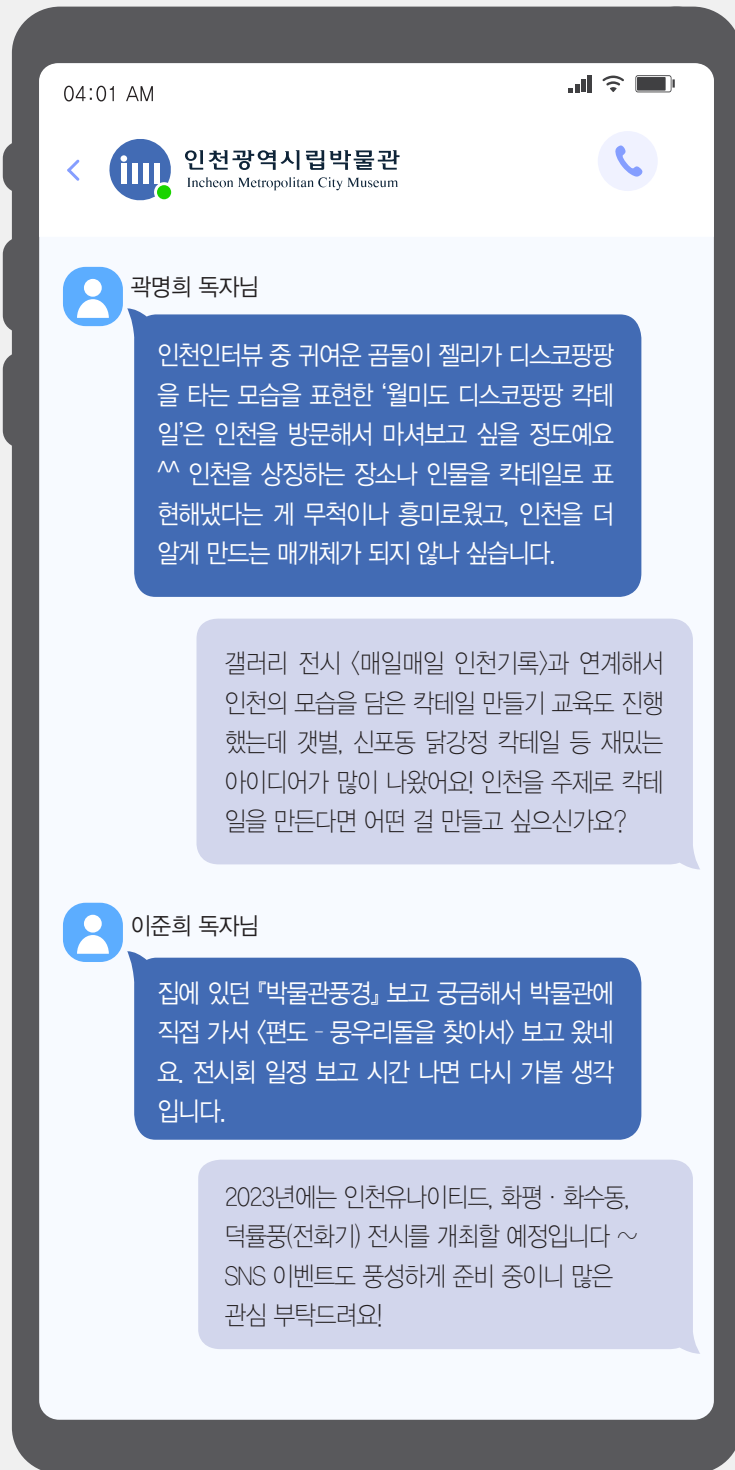 04:01 AM
인천광역시립박물관
Incheon Metropolitan City Museum
곽명희 독자님
인천인터뷰 중 귀여운 곰돌이 젤리가 디스코팡팡
을 타는 모습을 표현한 ‘월미도 디스코팡팡 칵테
일’은 인천을 방문해서 마셔보고 싶을 정도예요
^^ 인천을 상징하는 장소나 인물을 칵테일로 표
현해냈다는 게 무척이나 흥미로웠고, 인천을 더
알게 만드는 매개체가 되지 않나 싶습니다.
갤러리 전시 〈매일매일 인천기록〉과 연계해서
인천의 모습을 담은 칵테일 만들기 교육도 진행
했는데 갯벌, 신포동 닭강정 칵테일 등 재밌는
아이디어가 많이 나왔어요! 인천을 주제로 칵테
일을 만든다면 어떤 걸 만들고 싶으신가요?
이준희 독자님
집에 있던 『박물관풍경』 보고 궁금해서 박물관에
직접 가서 〈편도 - 뭉우리돌을 찾아서〉 보고 왔네
요. 전시회 일정 보고 시간 나면 다시 가볼 생각
입니다.
2023년에는 인천유나이티드, 화평 · 화수동,
덕률풍(전화기) 전시를 개최할 예정입니다 ~
SNS 이벤트도 풍성하게 준비 중이니 많은
관심 부탁드려요!